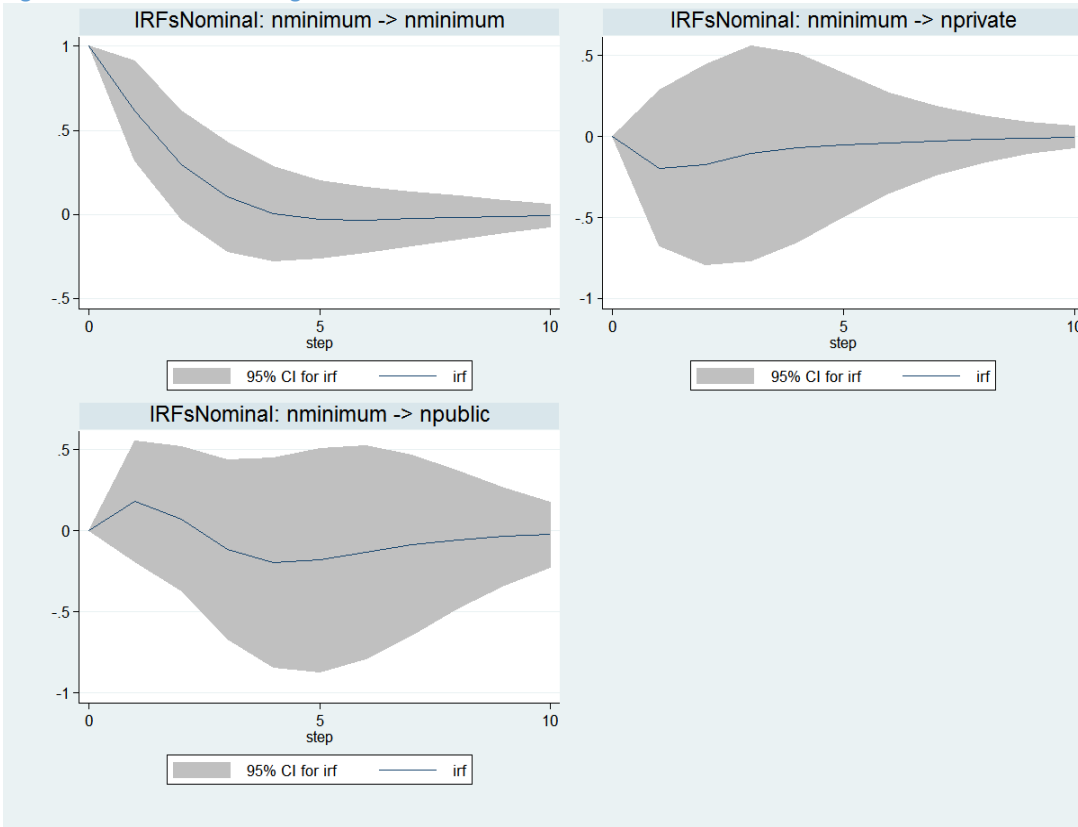 IRFsNominal: nminimum -> nminimum
1
.5
0
-.5
0 5 10
step
95% CI for irf irf
IRFsNominal: nminimum -> nprivate
.5
0
-.5
-1
0 5 10
step
95% CI for irf irf
IRFsNominal: nminimum -> npublic
.5
0
-.5
-1
0 5 10
step
95% CI for irf irf